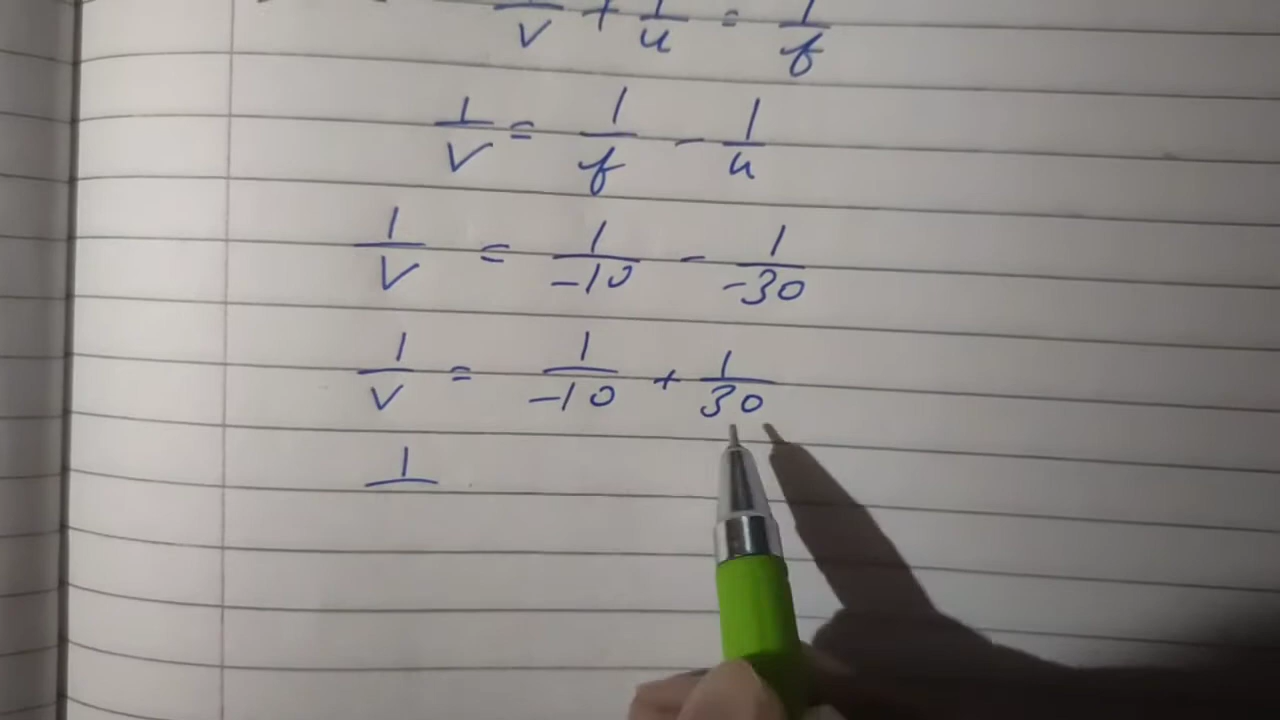 1/v + 1/u = 1/f
1/v = 1/f - 1/u
1/v = 1/-10 - 1/-30
1/v = 1/-10 + 1/30
1/